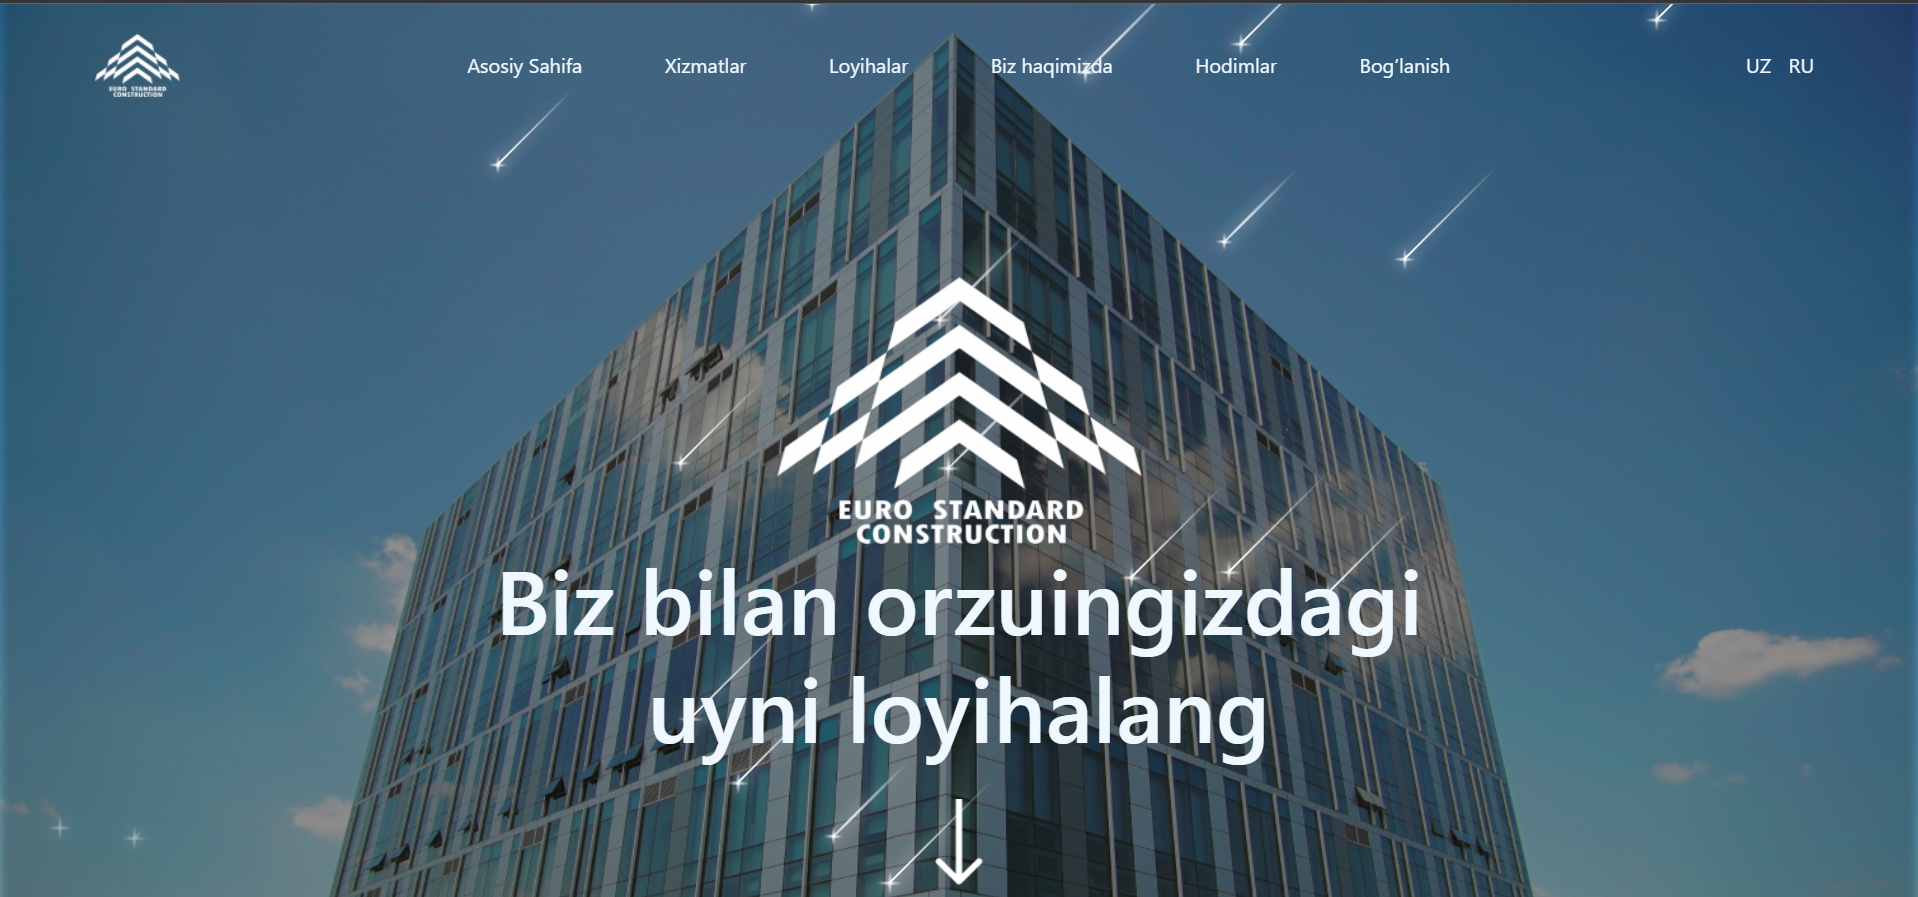 EURO STANDARD
CONSTRUCTION
Asosiy Sahifa
Xizmatlar
Loyihalar
Biz haqimizda
Hodimlar
Bog‘lanish
UZ RU
EURO STANDARD
CONSTRUCTION
Biz bilan orzuingizdagi
uyni loyihalang